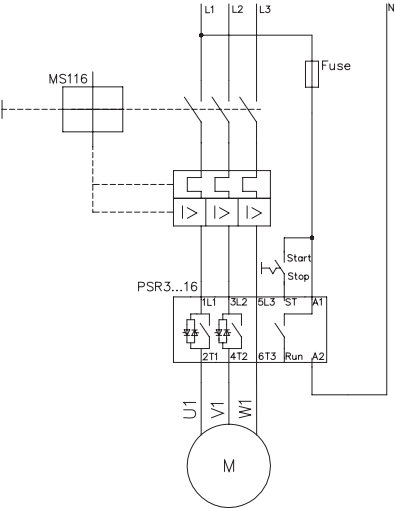 L1 L2 L3 N
Fuse
MS116
I> I> I>
Start
Stop
PSR3...16
1L1 3L2 5L3 ST A1
2T1 4T2 6T3 Run A2
U1 V1 W1
M